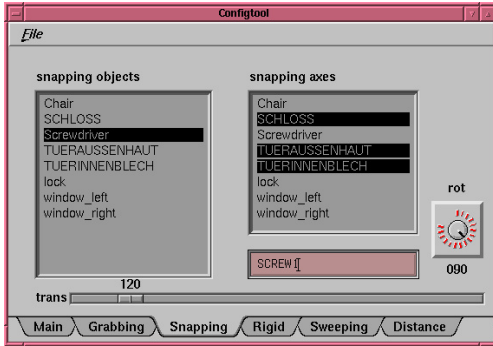 Configtool
File
snapping objects
Chair
SCHLOSS
Screwdriver
TUERAUSSENHAUT
TUERINNENBLECH
lock
window_left
window_right
snapping axes
Chair
SCHLOSS
Screwdriver
TUERAUSSENHAUT
TUERINNENBLECH
lock
window_left
window_right
SCREW
rot
090
120
trans
Main Grabbing Snapping Rigid Sweeping Distance